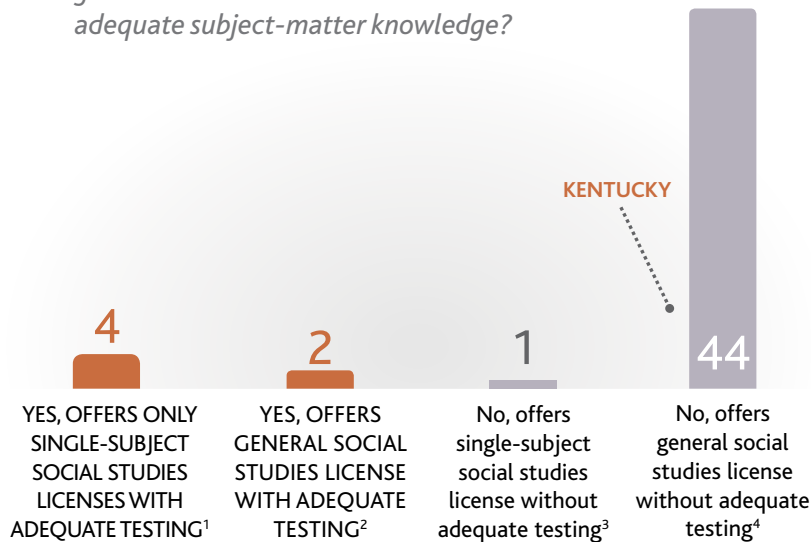 adequate subject-matter knowledge?
KENTUCKY
4
2
1
44
YES, OFFERS ONLY
SINGLE-SUBJECT
SOCIAL STUDIES
LICENSES WITH
ADEQUATE TESTING¹
YES, OFFERS
GENERAL SOCIAL
STUDIES LICENSE
WITH ADEQUATE
TESTING²
No, offers
single-subject
social studies
license without
adequate testing³
No, offers
general social
studies license
without adequate
testing⁴